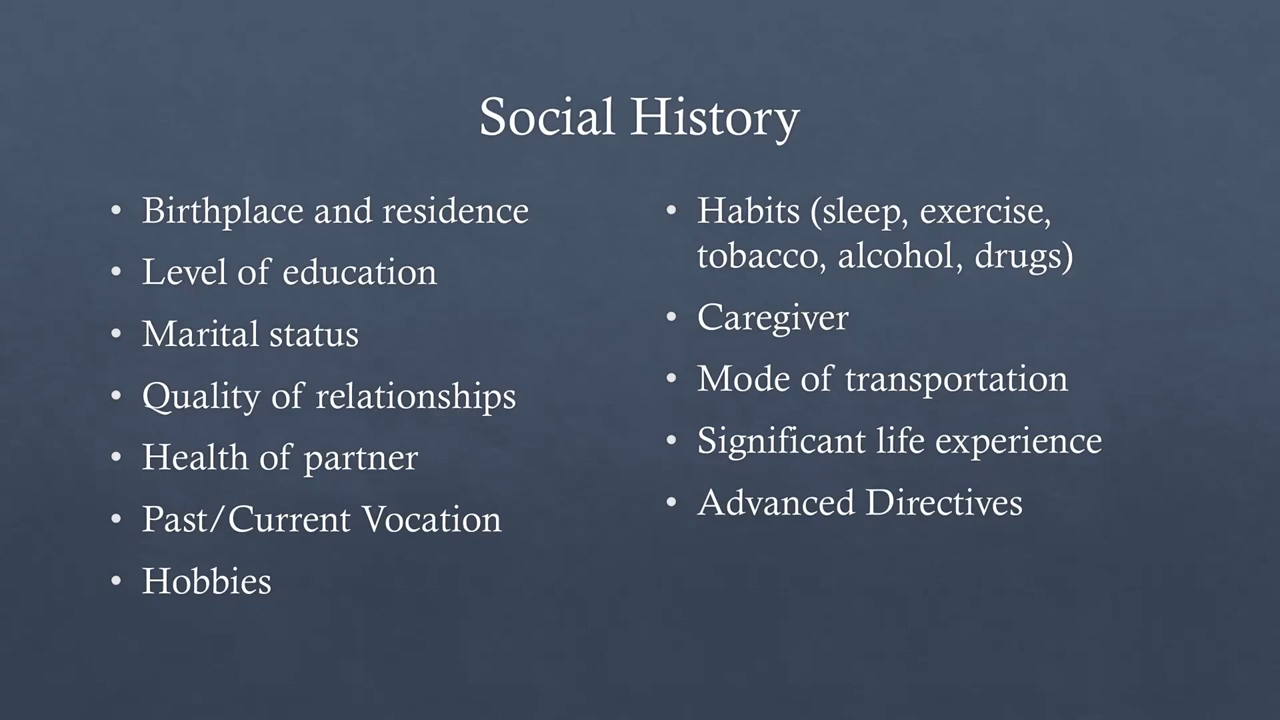 Social History
• Birthplace and residence
• Level of education
• Marital status
• Quality of relationships
• Health of partner
• Past/Current Vocation
• Hobbies
• Habits (sleep, exercise,
tobacco, alcohol, drugs)
• Caregiver
• Mode of transportation
• Significant life experience
• Advanced Directives